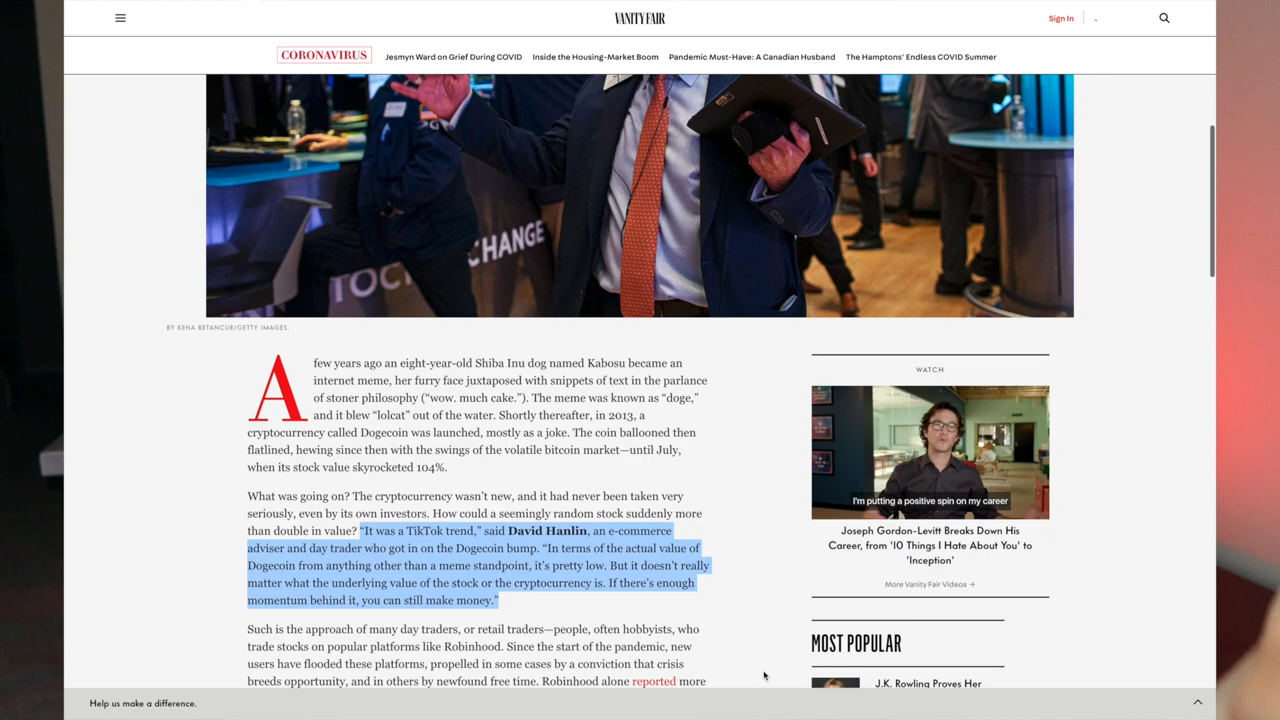 VANITY FAIR
Sign In
CORONAVIRUS
Jesmyn Ward on Grief During COVID
Inside the Housing-Market Boom
Pandemic Must-Have: A Canadian Husband
The Hamptons' Endless COVID Summer
CHANGE
TOC
BY KENA BETANCUR/GETTY IMAGES.
A few years ago an eight-year-old Shiba Inu dog named Kabosu became an
internet meme, her furry face juxtaposed with snippets of text in the parlance
of stoner philosophy (“wow. much cake.”). The meme was known as “doge,”
and it blew “lolcat” out of the water. Shortly thereafter, in 2013, a
cryptocurrency called Dogecoin was launched, mostly as a joke. The coin ballooned then
flatlined, hewing since then with the swings of the volatile bitcoin market—until July,
when its stock value skyrocketed 104%.
What was going on? The cryptocurrency wasn’t new, and it had never been taken very
seriously, even by its own investors. How could a seemingly random stock suddenly more
than double in value? “It was a TikTok trend,” said David Hanlin, an e-commerce
adviser and day trader who got in on the Dogecoin bump. “In terms of the actual value of
Dogecoin from anything other than a meme standpoint, it’s pretty low. But it doesn’t really
matter what the underlying value of the stock or the cryptocurrency is. If there’s enough
momentum behind it, you can still make money.”
Such is the approach of many day traders, or retail traders—people, often hobbyists, who
trade stocks on popular platforms like Robinhood. Since the start of the pandemic, new
users have flooded these platforms, propelled in some cases by a conviction that crisis
breeds opportunity, and in others by newfound free time. Robinhood alone reported more
WATCH
I'm putting a positive spin on my career
Joseph Gordon-Levitt Breaks Down His
Career, from '10 Things I Hate About You' to
'Inception'
More Vanity Fair Videos →
MOST POPULAR
J.K. Rowling Proves Her
Help us make a difference.